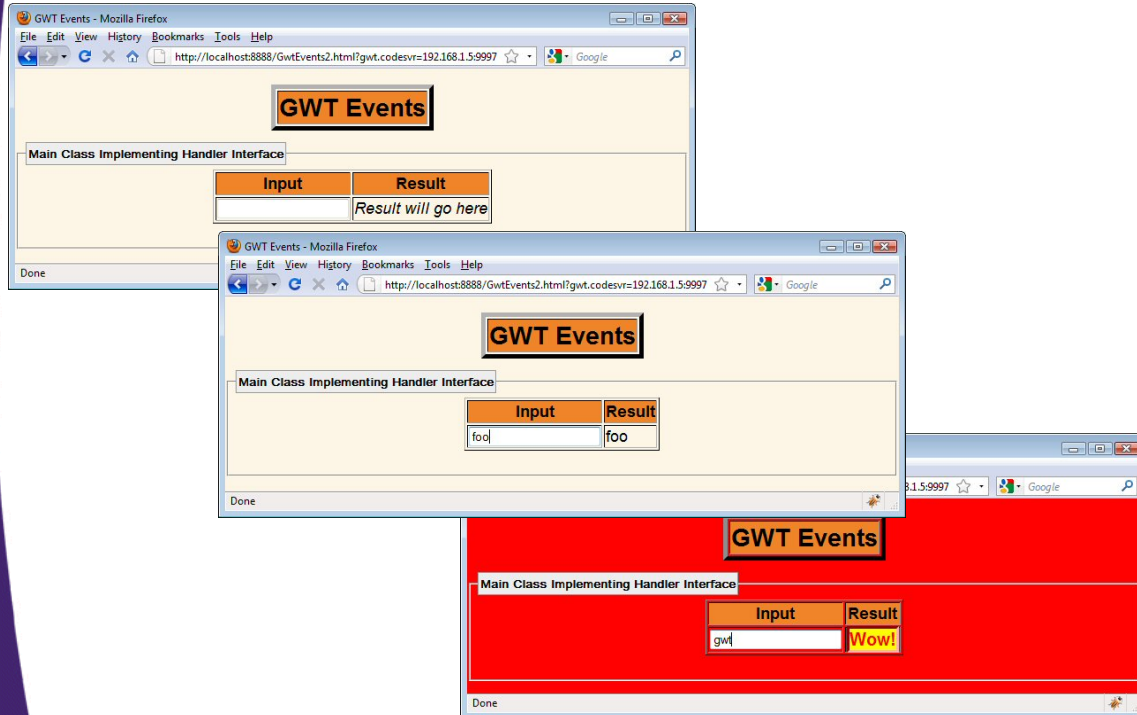 GWT Events - Mozilla Firefox
File Edit View History Bookmarks Tools Help
http://localhost:8888/GwtEvents2.html?gwt.codesvr=192.168.1.5:9997 Google
GWT Events
Main Class Implementing Handler Interface
Input Result
Result will go here
Done
GWT Events - Mozilla Firefox
File Edit View History Bookmarks Tools Help
http://localhost:8888/GwtEvents2.html?gwt.codesvr=192.168.1.5:9997 Google
GWT Events
Main Class Implementing Handler Interface
Input Result
foo foo
Done
8.1.5:9997 Google
GWT Events
Main Class Implementing Handler Interface
Input Result
gwt Wow!
Done